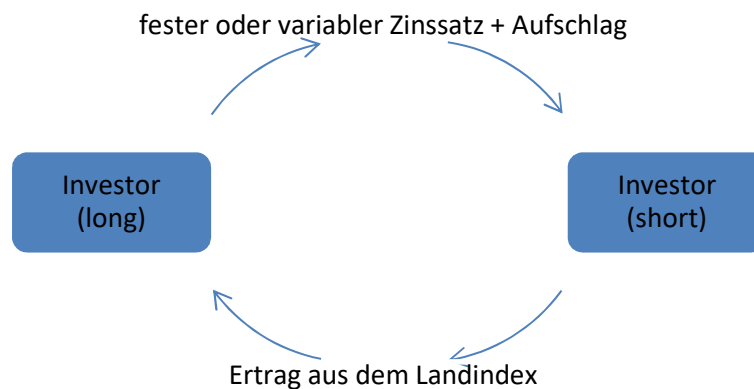 fester oder variabler Zinssatz + Aufschlag
Investor
(long)
Investor
(short)
Ertrag aus dem Landindex